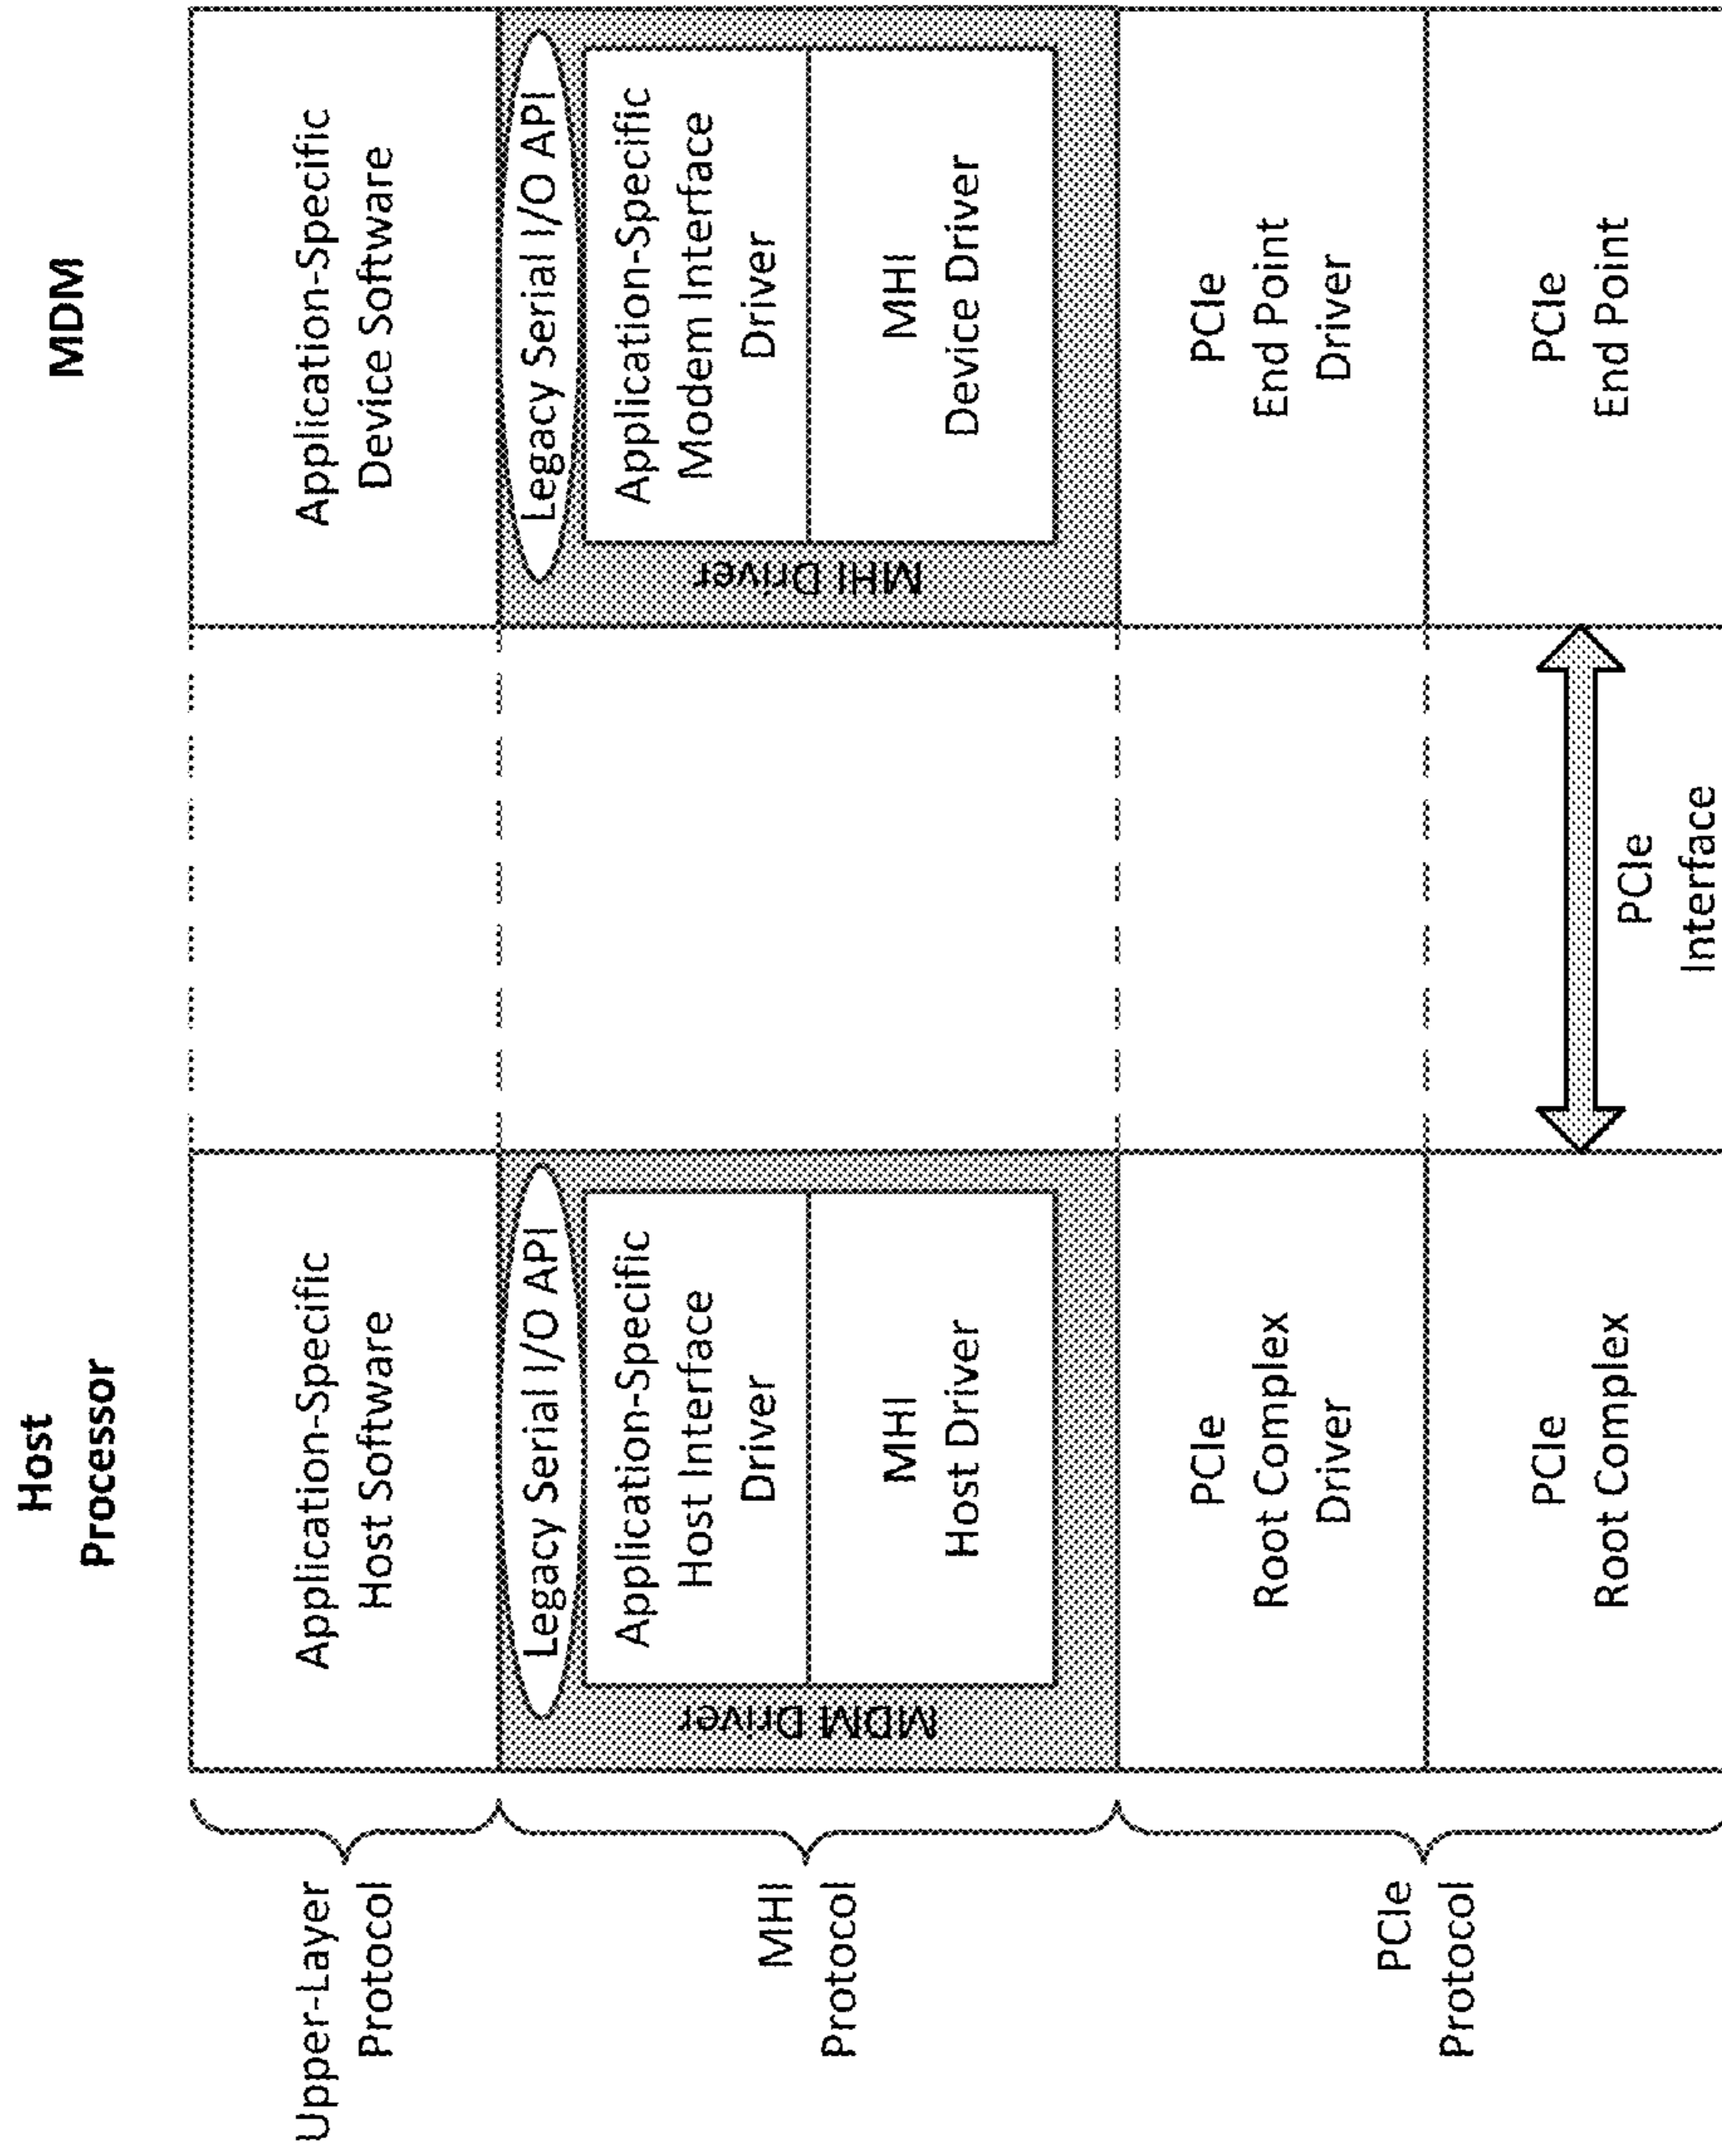 Host
Processor
MDM
Upper-Layer
Protocol
Application-Specific
Host Software
Application-Specific
Device Software
MHI
Protocol
MDM Driver
Legacy Serial I/O API
Application-Specific
Host Interface
Driver
MHI
Host Driver
MHI Driver
Legacy Serial I/O API
Application-Specific
Modem Interface
Driver
MHI
Device Driver
PCIe
Protocol
PCIe
Root Complex
Driver
PCIe
End Point
Driver
PCIe
Root Complex
PCIe
Interface
PCIe
End Point